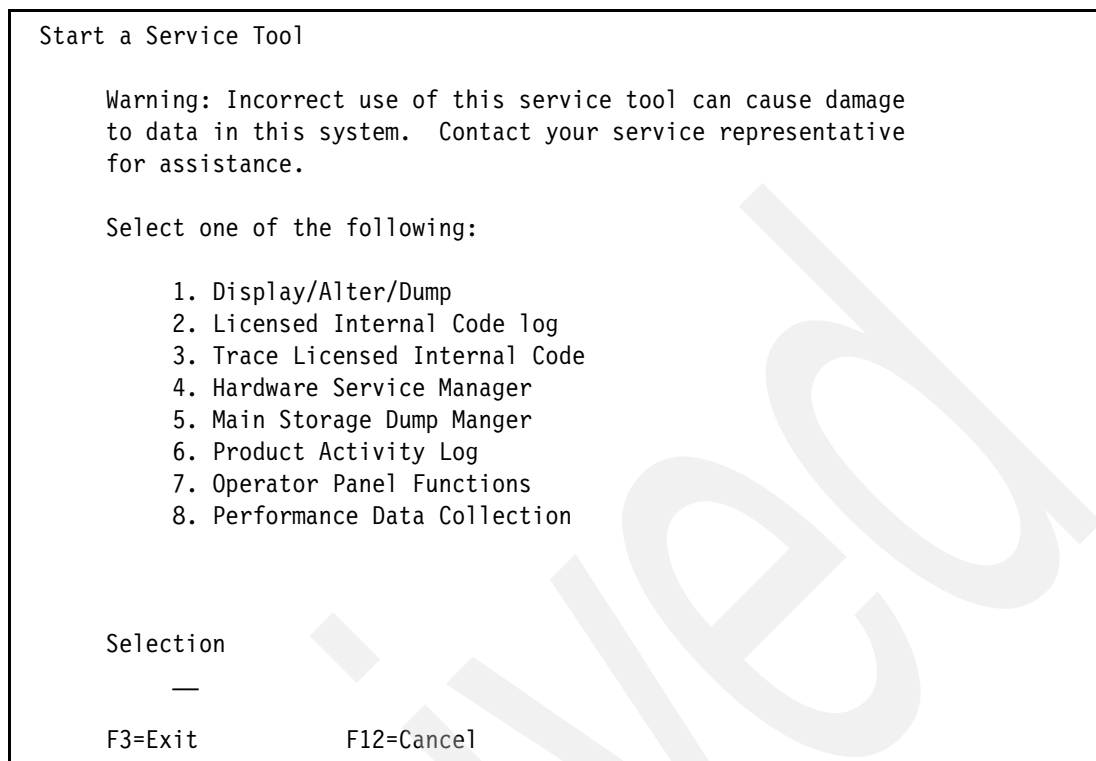 Start a Service Tool
Warning: Incorrect use of this service tool can cause damage
to data in this system.  Contact your service representative
for assistance.
Select one of the following:
1. Display/Alter/Dump
2. Licensed Internal Code log
3. Trace Licensed Internal Code
4. Hardware Service Manager
5. Main Storage Dump Manger
6. Product Activity Log
7. Operator Panel Functions
8. Performance Data Collection
Selection
__
F3=Exit F12=Cancel